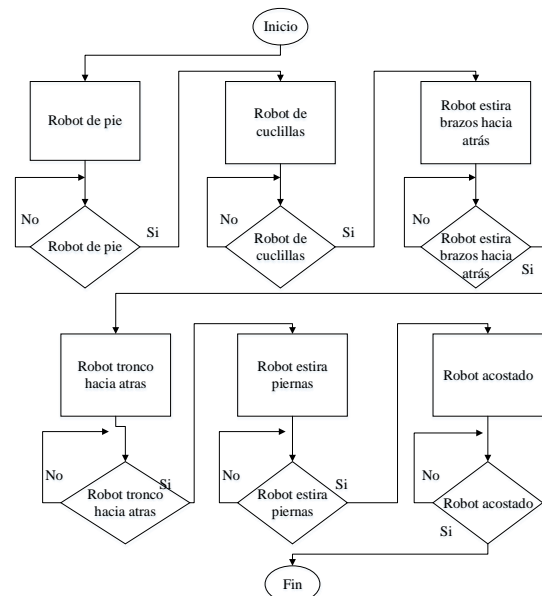 Inicio
Robot de pie
Robot de
cuclillas
Robot estira
brazos hacia
atrás
No
Robot de pie
Si
No
Robot de
cuclillas
Si
No
Robot estira
brazos hacia
atrás
Si
Robot tronco
hacia atras
Robot estira
piernas
Robot acostado
No
Robot tronco
hacia atras
Si
No
Robot estira
piernas
Si
No
Robot acostado
Si
Fin